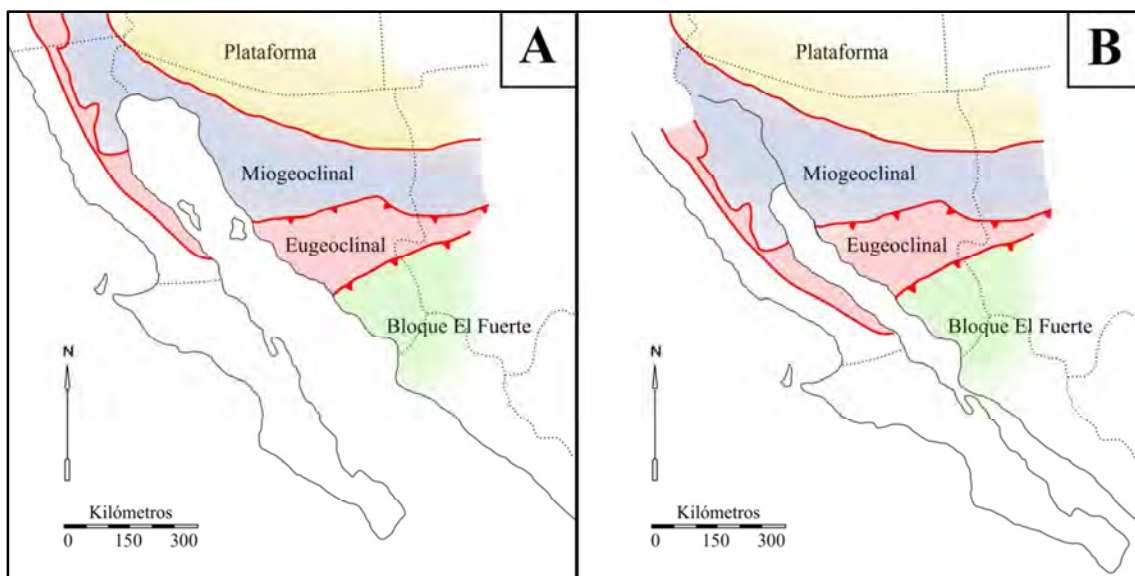 A
Plataforma
Miogeoclinal
Eugeoclinal
Bloque El Fuerte
N
Kilómetros
0 150 300
B
Plataforma
Miogeoclinal
Eugeoclinal
Bloque El Fuerte
N
Kilómetros
0 150 300